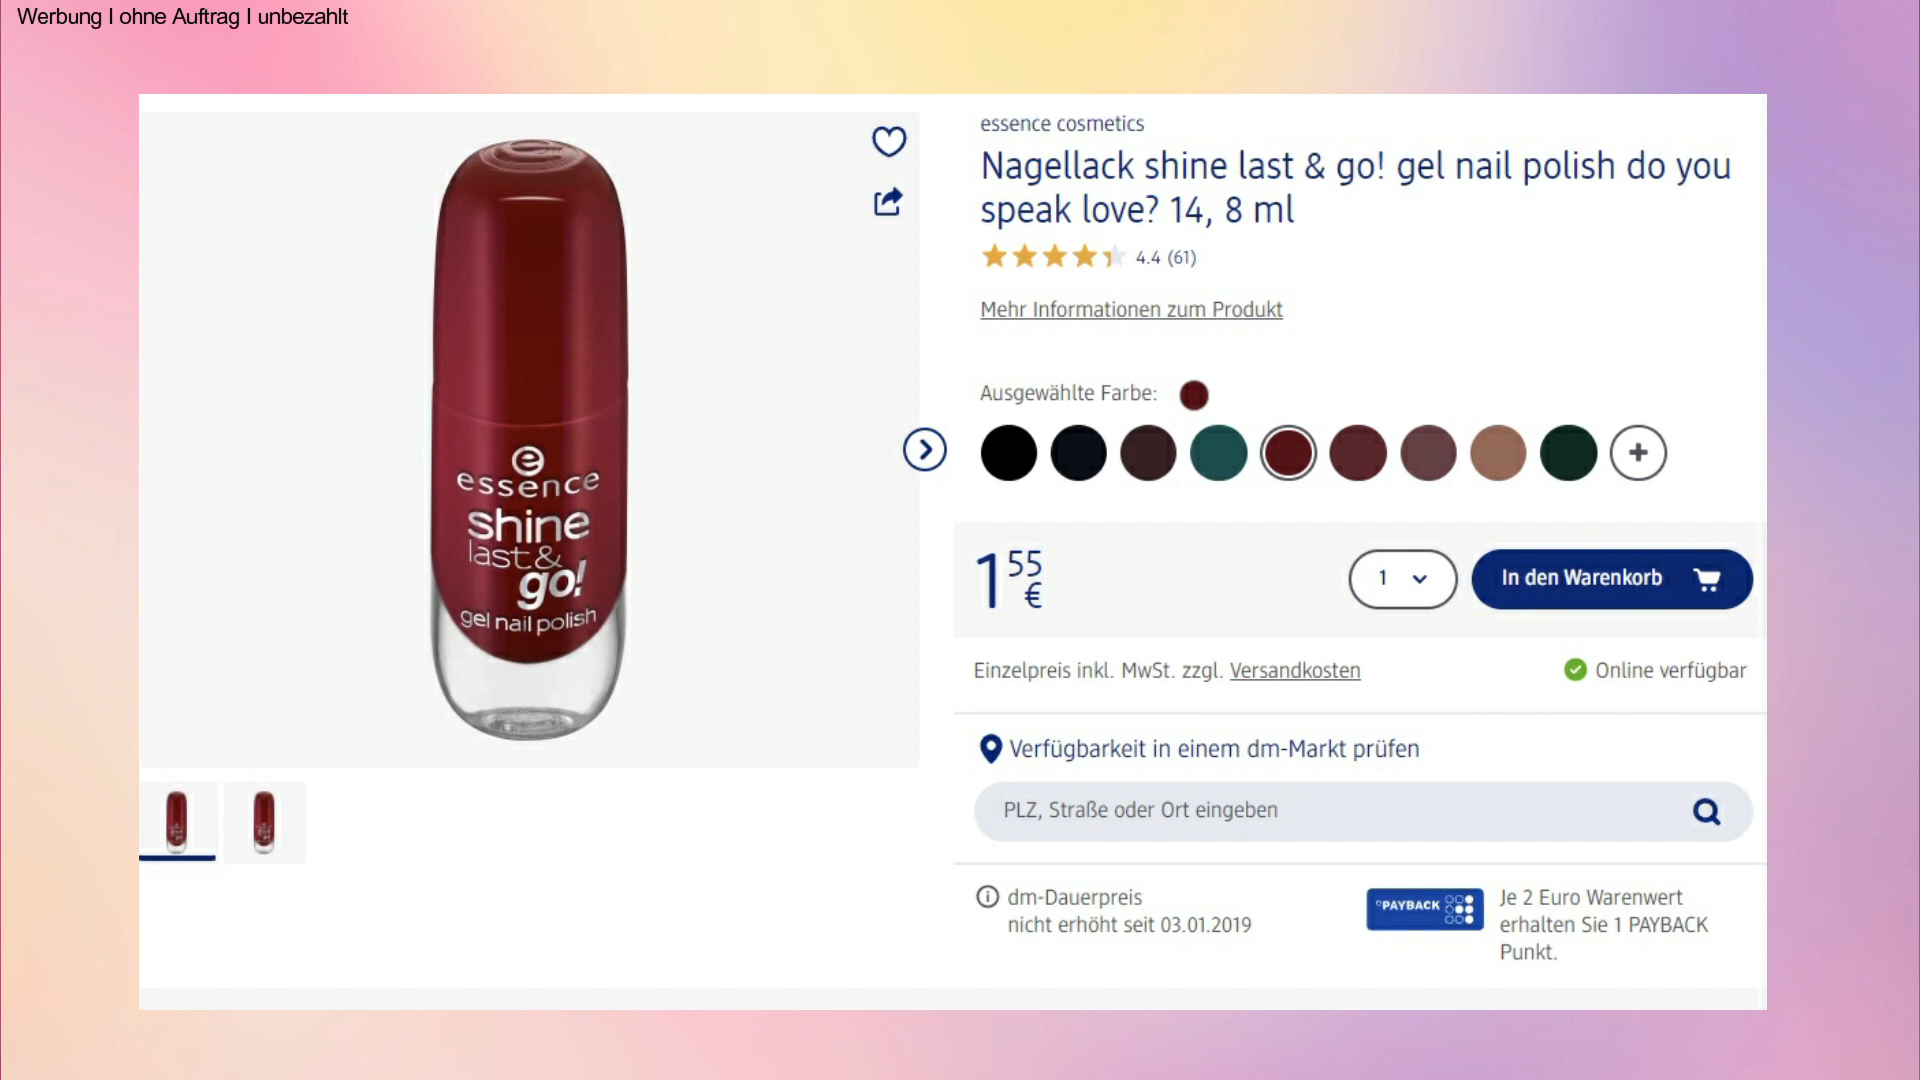 Werbung I ohne Auftrag I unbezahlt
essence cosmetics
Nagellack shine last & go! gel nail polish do you
speak love? 14, 8 ml
4.4 (61)
Mehr Informationen zum Produkt
Ausgewählte Farbe:
essence
shine
last&
go!
gel nail polish
1 55
€
1
In den Warenkorb
Einzelpreis inkl. MwSt. zzgl. Versandkosten
Online verfügbar
Verfügbarkeit in einem dm-Markt prüfen
PLZ, Straße oder Ort eingeben
dm-Dauerpreis
nicht erhöht seit 03.01.2019
°PAYBACK
Je 2 Euro Warenwert
erhalten Sie 1 PAYBACK
Punkt.